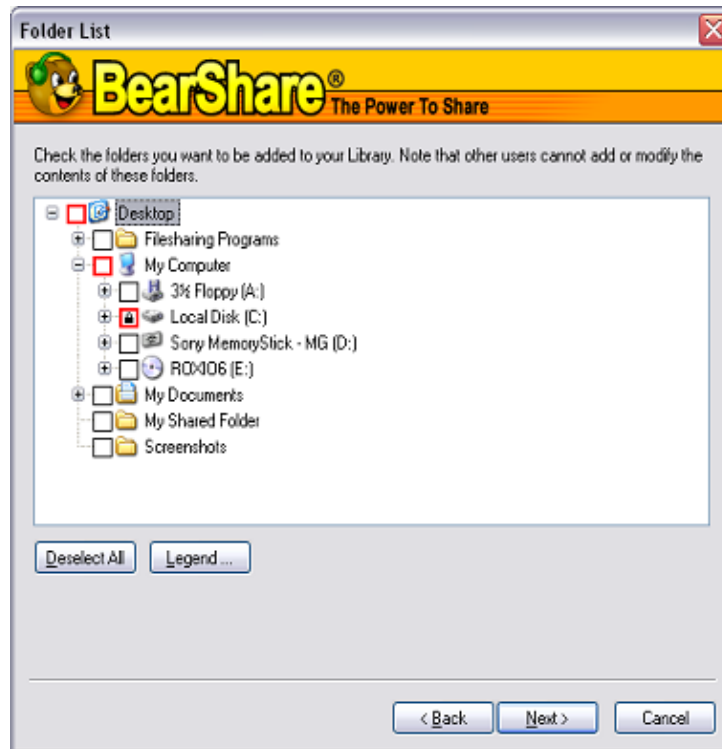 Folder List
BearShare®
The Power To Share
Check the folders you want to be added to your Library. Note that other users cannot add or modify the
contents of these folders.
Desktop
Filesharing Programs
My Computer
3½ Floppy (A:)
Local Disk (C:)
Sony MemoryStick - MG (D:)
ROXIO6 (E:)
My Documents
My Shared Folder
Screenshots
Deselect All Legend ...
< Back Next > Cancel